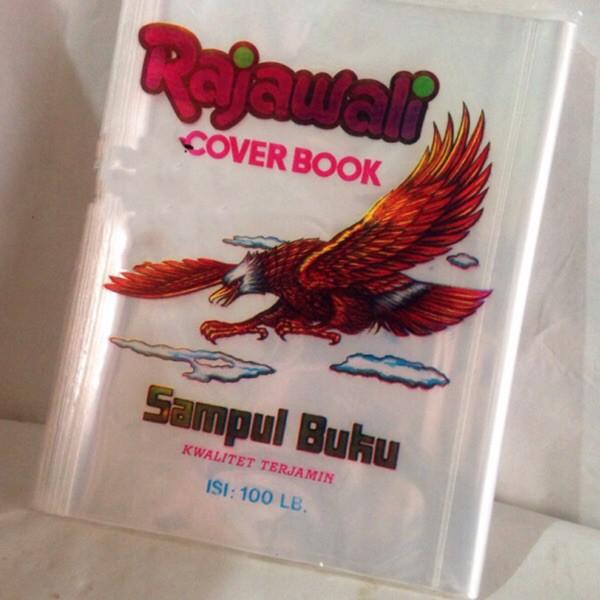 Rajawali
COVER BOOK
Sampul Buku
KWALITET TERJAMIN
ISI: 100 LB.